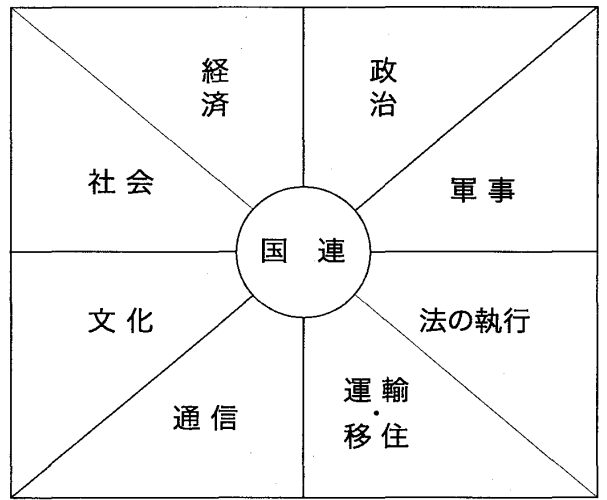 経済
政治
社会
軍事
国連
文化
法の執行
通信
運輸・移住